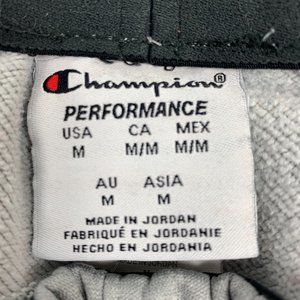 Champion®
PERFORMANCE
USA CA MEX
M M/M M/M
AU ASIA
M M
MADE IN JORDAN
FABRIQUÉ EN JORDANIE
HECHO EN JORDANIA